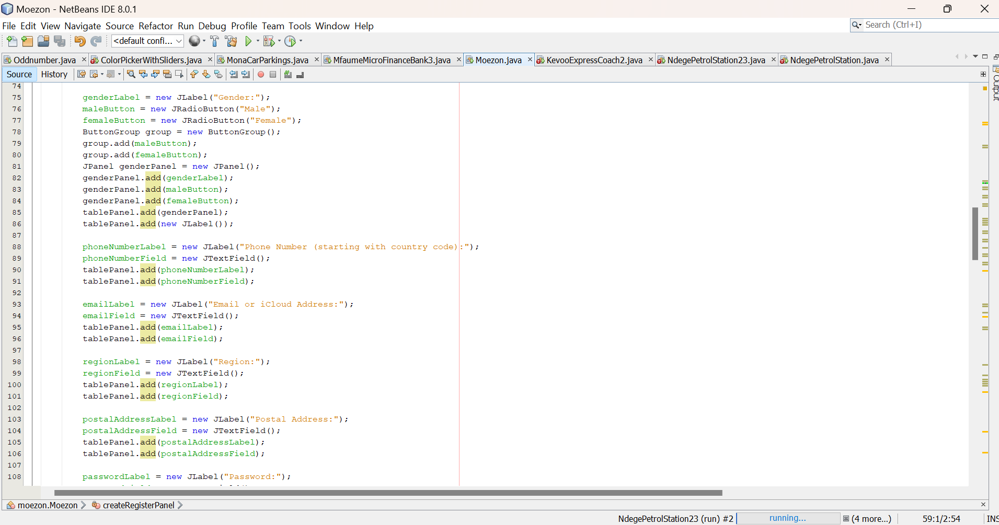 Moezon - NetBeans IDE 8.0.1
File Edit View Navigate Source Refactor Run Debug Profile Team Tools Window Help
Search (Ctrl+I)
<default confi...
Oddnumber.java ColorPickerWithSliders.java MonaCarParkings.java MfaumeMicroFinanceBank3.java Moezon.java KevooExpressCoach2.java NdegePetrolStation23.java NdegePetrolStation.java
Source History
Output
74
75 genderLabel = new JLabel("Gender:");
76 maleButton = new JRadioButton("Male");
77 femaleButton = new JRadioButton("Female");
78 ButtonGroup group = new ButtonGroup();
79 group.add(maleButton);
80 group.add(femaleButton);
81 JPanel genderPanel = new JPanel();
82 genderPanel.add(genderLabel);
83 genderPanel.add(maleButton);
84 genderPanel.add(femaleButton);
85 tablePanel.add(genderPanel);
86 tablePanel.add(new JLabel());
87
88 phoneNumberLabel = new JLabel("Phone Number (starting with country code):");
89 phoneNumberField = new JTextField();
90 tablePanel.add(phoneNumberLabel);
91 tablePanel.add(phoneNumberField);
92
93 emailLabel = new JLabel("Email or iCloud Address:");
94 emailField = new JTextField();
95 tablePanel.add(emailLabel);
96 tablePanel.add(emailField);
97
98 regionLabel = new JLabel("Region:");
99 regionField = new JTextField();
100 tablePanel.add(regionLabel);
101 tablePanel.add(regionField);
102
103 postalAddressLabel = new JLabel("Postal Address:");
104 postalAddressField = new JTextField();
105 tablePanel.add(postalAddressLabel);
106 tablePanel.add(postalAddressField);
107
108 passwordLabel = new JLabel("Password:");
moezon.Moezon createRegisterPanel
NdegePetrolStation23 (run) #2 running... (4 more...) 59:1/2:54 INS